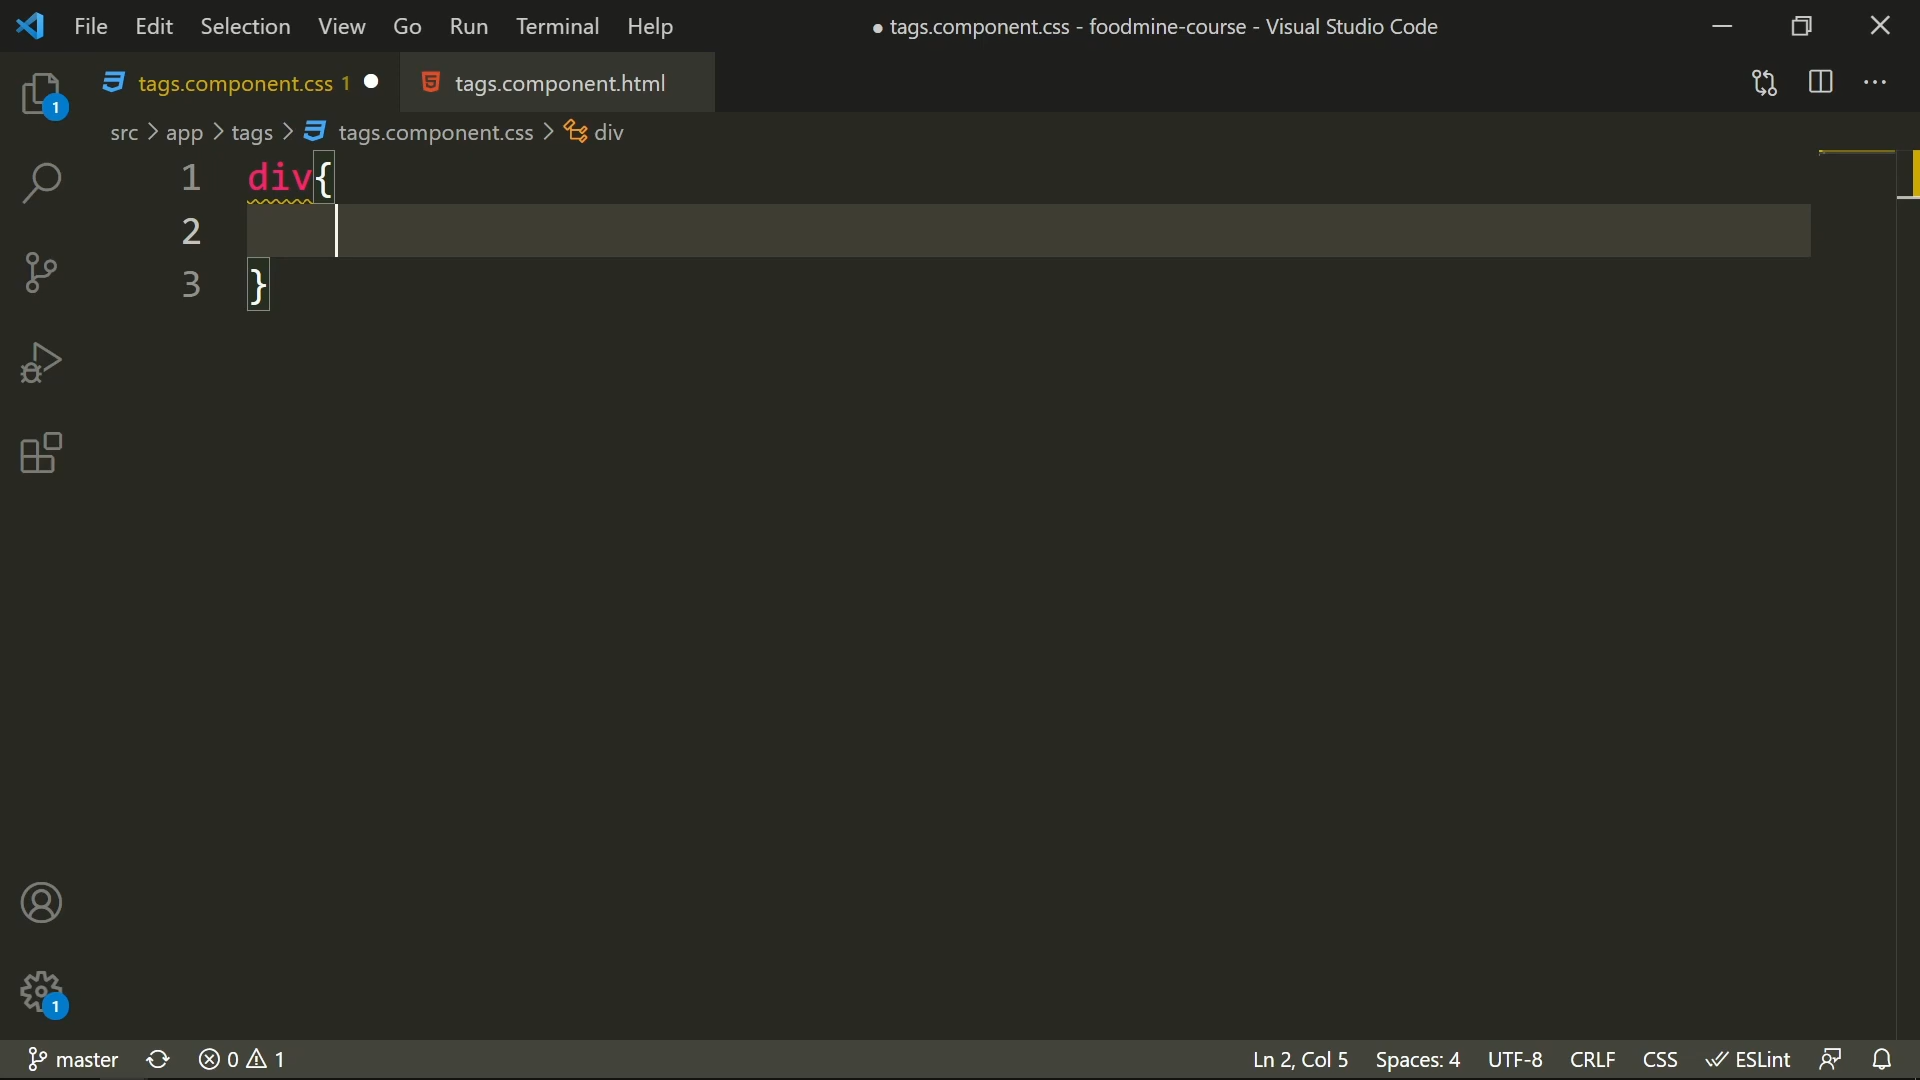 File Edit Selection View Go Run Terminal Help
● tags.component.css - foodmine-course - Visual Studio Code
tags.component.css 1 ●
tags.component.html
1
src > app > tags > tags.component.css > div
1 div{
2
3 }
1
master 0 1
Ln 2, Col 5 Spaces: 4 UTF-8 CRLF CSS ESLint